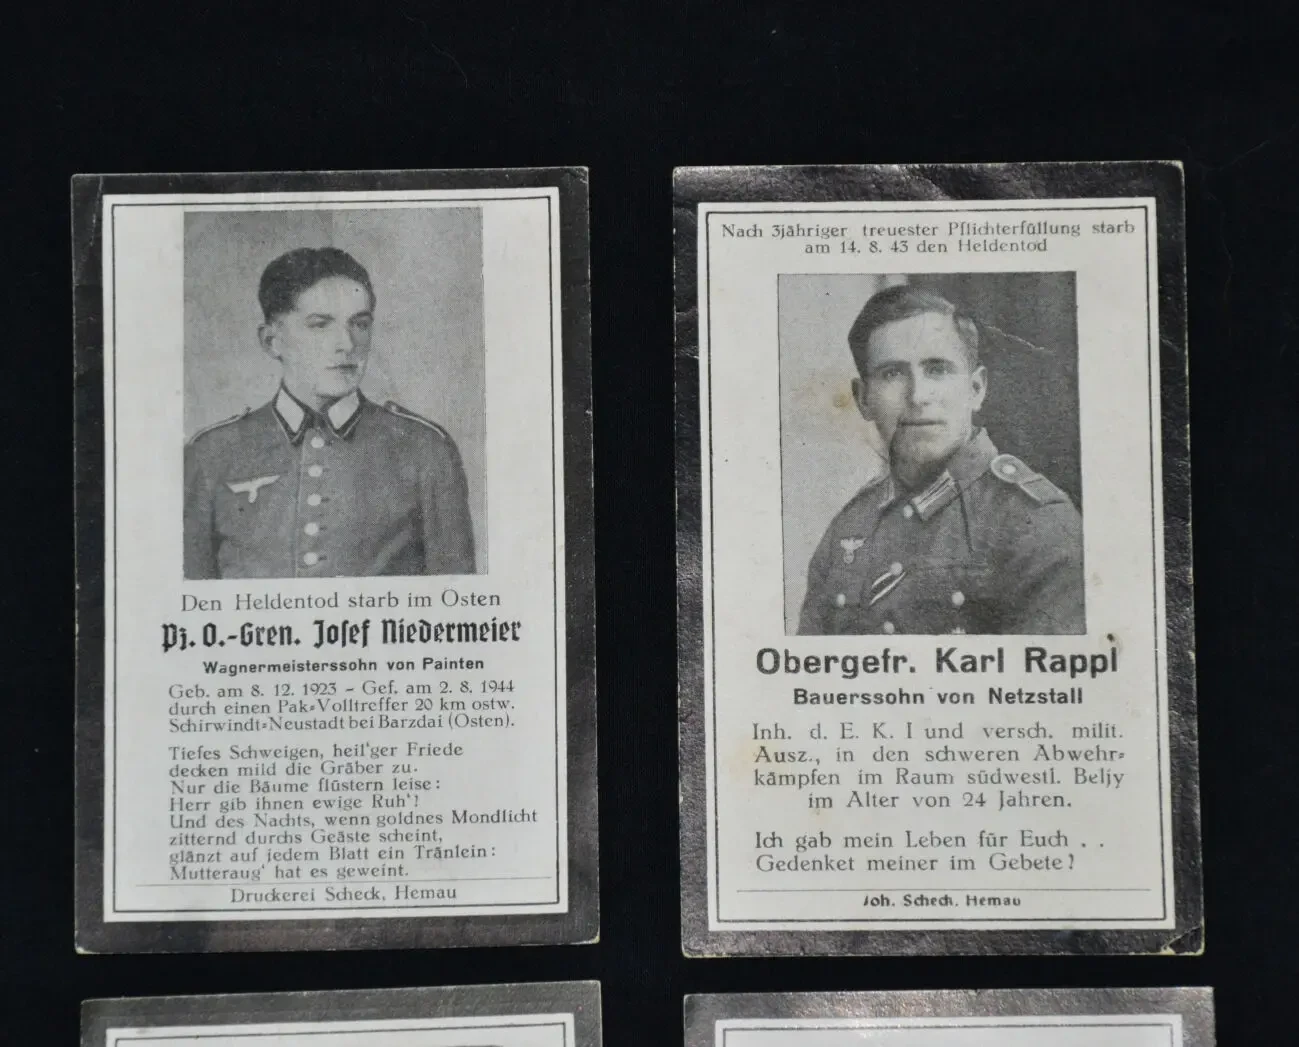 Den Heldentod starb im Osten
Pz. O.-Gren. Josef Niedermeier
Wagnermeisterssohn von Painten
Geb. am 8. 12. 1923 - Gef. am 2. 8. 1944
durch einen Pak-Volltreffer 20 km ostw.
Schirwindt-Neustadt bei Barzdai (Osten).
Tiefes Schweigen, heil'ger Friede
decken mild die Gräber zu.
Nur die Bäume flüstern leise:
Herr gib ihnen ewige Ruh'!
Und des Nachts, wenn goldnes Mondlicht
zitternd durchs Geäste scheint,
glänzt auf jedem Blatt ein Tränlein:
Mutteraug' hat es geweint.
Druckerei Scheck, Hemau
Nach 3jähriger treuester Pflichterfüllung starb
am 14. 8. 43 den Heldentod
Obergefr. Karl Rappl
Bauerssohn von Netzstall
Inh. d. E. K. I und versch. milit.
Ausz., in den schweren Abwehr-
kämpfen im Raum südwestl. Beljy
im Alter von 24 Jahren.
Ich gab mein Leben für Euch . .
Gedenket meiner im Gebete!
Joh. Scheck, Hemau